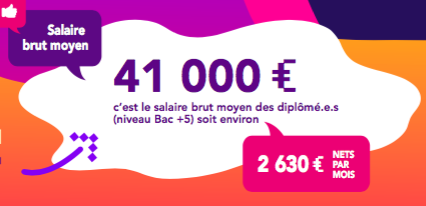 Salaire
brut moyen
41 000 €
c'est le salaire brut moyen des diplômé.e.s
(niveau Bac +5) soit environ
2 630 € NETS
PAR
MOIS